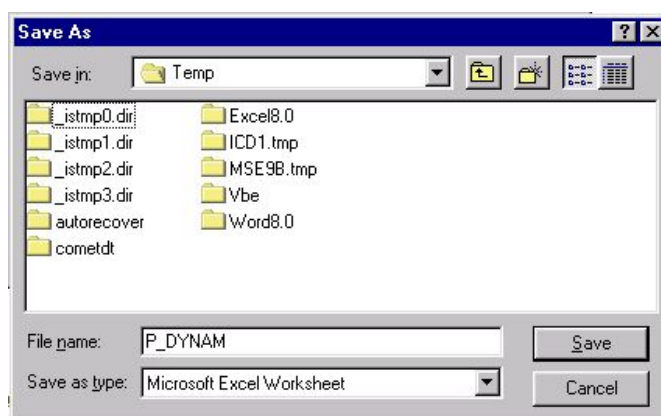 Save As
Save in: Temp
_istmp0.dir Excel8.0
_istmp1.dir ICD1.tmp
_istmp2.dir MSE9B.tmp
_istmp3.dir Vbe
autorecover Word8.0
cometdt
File name: P_DYNAM Save
Save as type: Microsoft Excel Worksheet Cancel